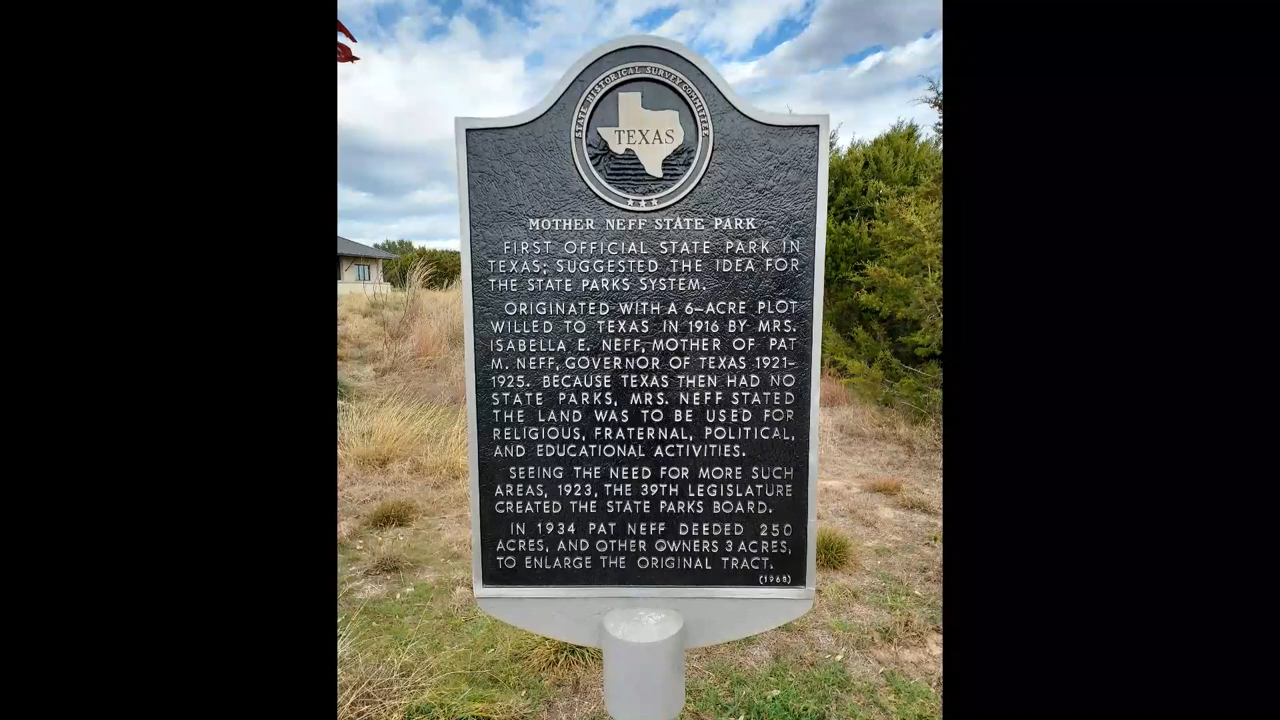 STATE HISTORICAL SURVEY COMMITTEE
TEXAS
MOTHER NEFF STATE PARK
FIRST OFFICIAL STATE PARK IN
TEXAS; SUGGESTED THE IDEA FOR
THE STATE PARKS SYSTEM.
ORIGINATED WITH A 6-ACRE PLOT
WILLED TO TEXAS IN 1916 BY MRS.
ISABELLA E. NEFF, MOTHER OF PAT
M. NEFF, GOVERNOR OF TEXAS 1921-
1925. BECAUSE TEXAS THEN HAD NO
STATE PARKS, MRS. NEFF STATED
THE LAND WAS TO BE USED FOR
RELIGIOUS, FRATERNAL, POLITICAL,
AND EDUCATIONAL ACTIVITIES.
SEEING THE NEED FOR MORE SUCH
AREAS, 1923, THE 39TH LEGISLATURE
CREATED THE STATE PARKS BOARD.
IN 1934 PAT NEFF DEEDED 250
ACRES, AND OTHER OWNERS 3 ACRES,
TO ENLARGE THE ORIGINAL TRACT.
(1968)